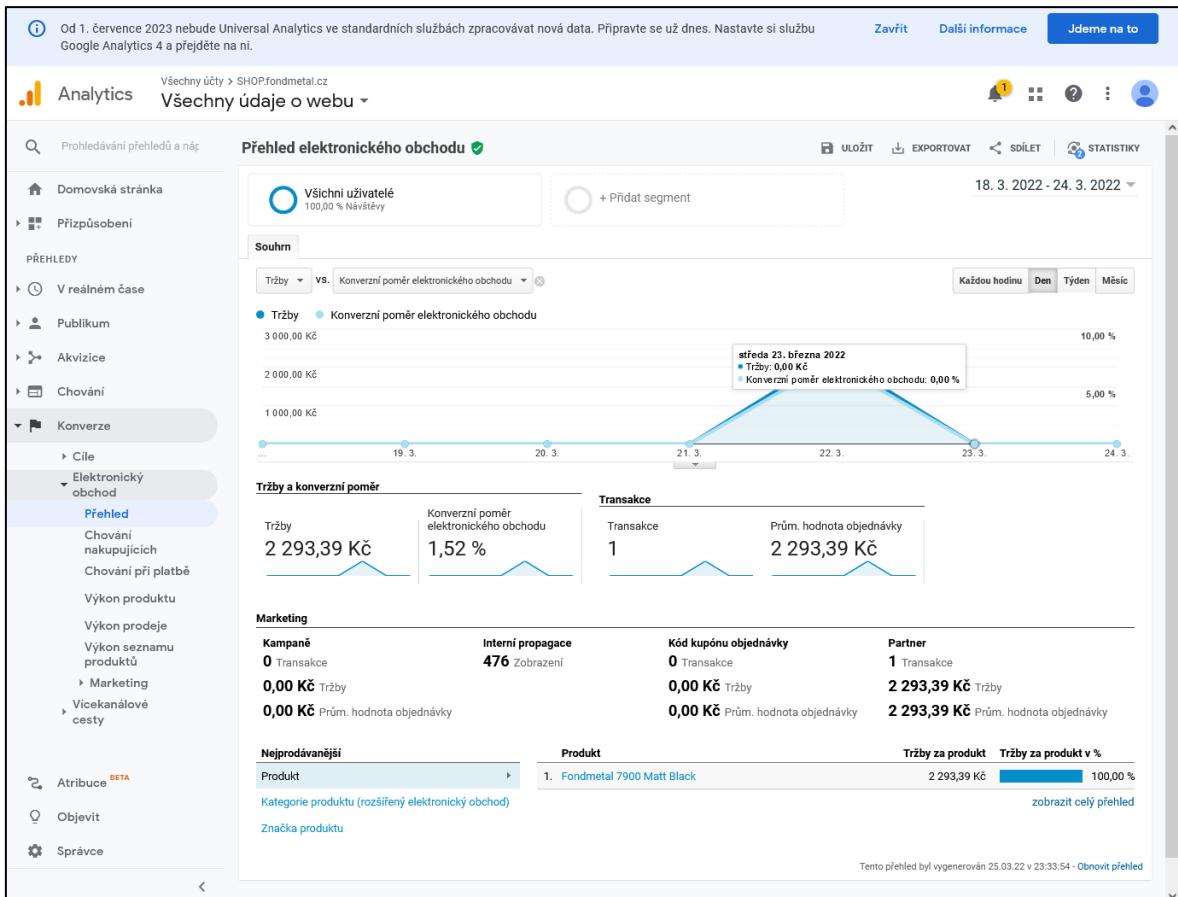 Od 1. července 2023 nebude Universal Analytics ve standardních službách zpracovávat nová data. Připravte se už dnes. Nastavte si službu
Google Analytics 4 a přejděte na ni.
Zavřít
Další informace
Jdeme na to
Analytics
Všechny účty > SHOP.fondmetal.cz
Všechny údaje o webu
1
Prohledávání přehledů a náp
Domovská stránka
Přizpůsobení
PŘEHLEDY
V reálném čase
Publikum
Akvizice
Chování
Konverze
Cíle
Elektronický
obchod
Přehled
Chování
nakupujících
Chování při platbě
Výkon produktu
Výkon prodeje
Výkon seznamu
produktů
Marketing
Vícekanálové
cesty
Atribuce BETA
Objevit
Správce
Přehled elektronického obchodu
ULOŽIT
EXPORTOVAT
SDÍLET
2
STATISTIKY
Všichni uživatelé
100,00 % Návštěvy
+ Přidat segment
18. 3. 2022 - 24. 3. 2022
Souhrn
Tržby vs. Konverzní poměr elektronického obchodu
Každou hodinu Den Týden Měsíc
Tržby Konverzní poměr elektronického obchodu
3 000,00 Kč
10,00 %
2 000,00 Kč
5,00 %
1 000,00 Kč
středa 23. března 2022
Tržby: 0,00 Kč
Konverzní poměr elektronického obchodu: 0,00 %
... 19. 3. 20. 3. 21. 3. 22. 3. 23. 3. 24. 3.
Tržby a konverzní poměr
Tržby
2 293,39 Kč
Konverzní poměr
elektronického obchodu
1,52 %
Transakce
Transakce
1
Prům. hodnota objednávky
2 293,39 Kč
Marketing
Kampaně
0 Transakce
0,00 Kč Tržby
0,00 Kč Prům. hodnota objednávky
Interní propagace
476 Zobrazení
Kód kupónu objednávky
0 Transakce
0,00 Kč Tržby
0,00 Kč Prům. hodnota objednávky
Partner
1 Transakce
2 293,39 Kč Tržby
2 293,39 Kč Prům. hodnota objednávky
Nejprodávanější
Produkt
Kategorie produktu (rozšířený elektronický obchod)
Značka produktu
Produkt Tržby za produkt Tržby za produkt v %
1. Fondmetal 7900 Matt Black 2 293,39 Kč 100,00 %
zobrazit celý přehled
Tento přehled byl vygenerován 25.03.22 v 23:33:54 - Obnovit přehled